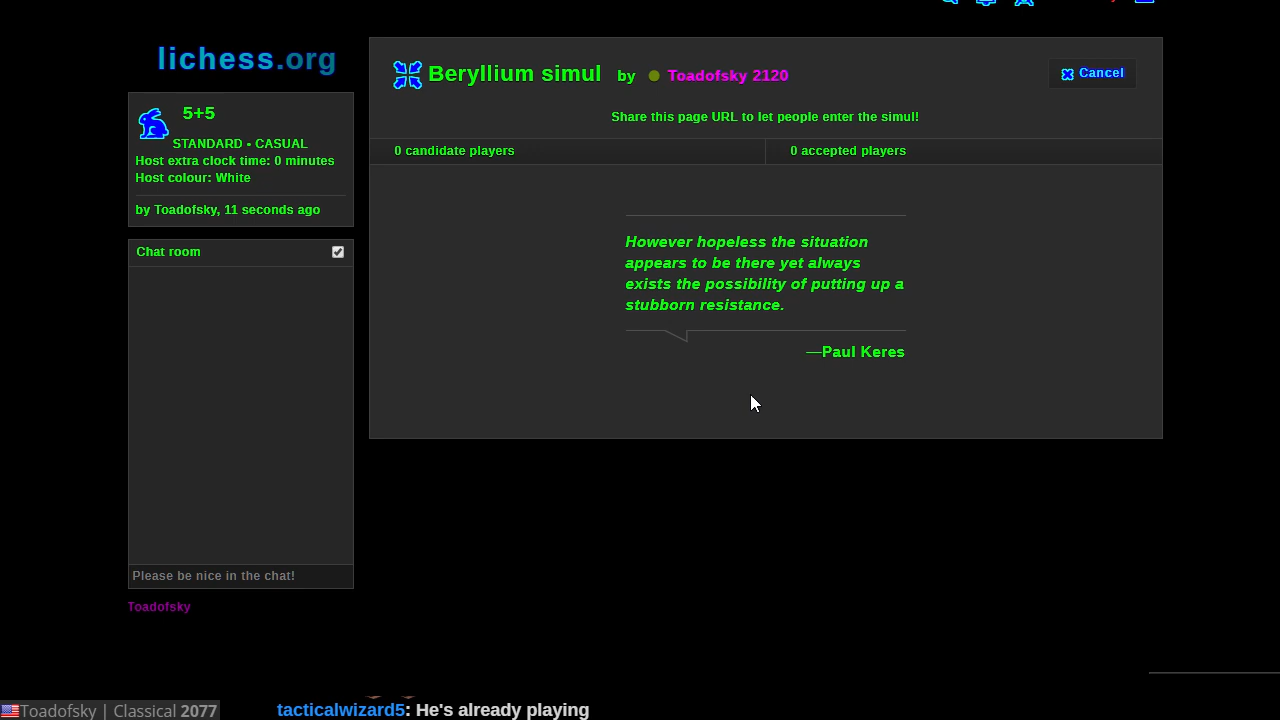 lichess.org
5+5
STANDARD • CASUAL
Host extra clock time: 0 minutes
Host colour: White
by Toadofsky, 11 seconds ago
Chat room
Please be nice in the chat!
Toadofsky
Beryllium simul by Toadofsky 2120
Cancel
Share this page URL to let people enter the simul!
0 candidate players
0 accepted players
However hopeless the situation
appears to be there yet always
exists the possibility of putting up a
stubborn resistance.
—Paul Keres
Toadofsky | Classical 2077
tacticalwizard5: He's already playing